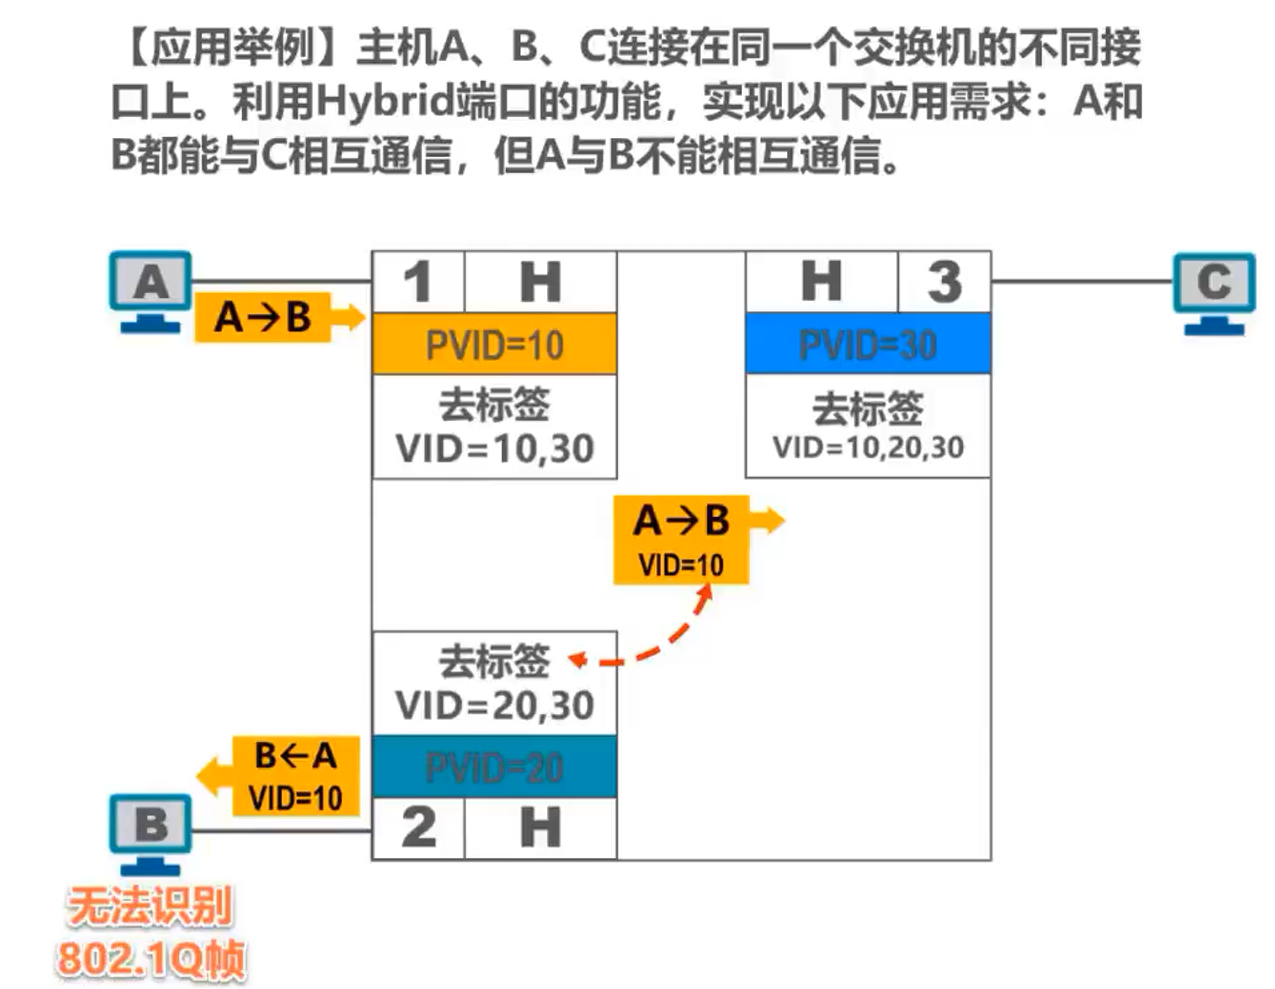 【应用举例】主机A、B、C连接在同一个交换机的不同接
口上。利用Hybrid端口的功能，实现以下应用需求：A和
B都能与C相互通信，但A与B不能相互通信。
A
1 H
H 3
C
A→B
PVID=10
PVID=30
去标签
VID=10,30
去标签
VID=10,20,30
A→B
VID=10
去标签
VID=20,30
B←A
VID=10
PViD=20
B
2 H
无法识别
802.1Q帧